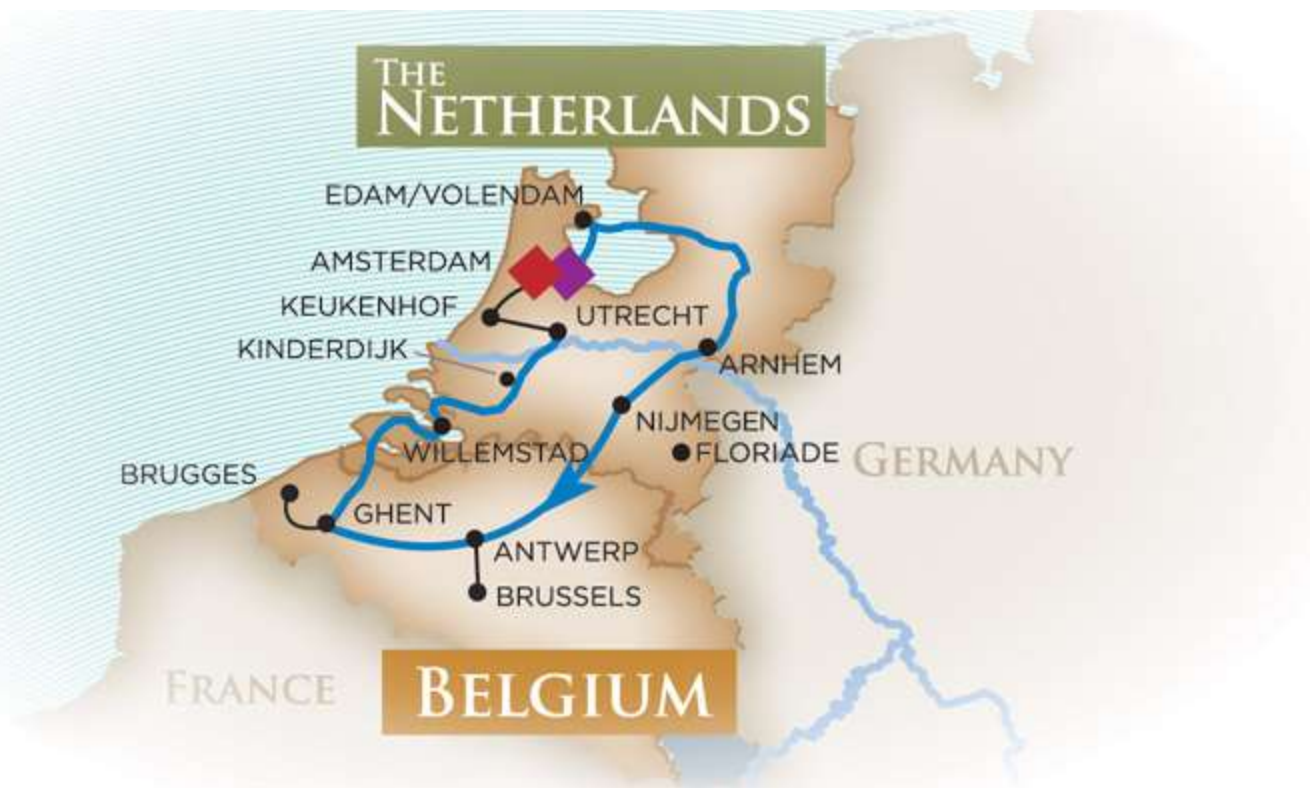 THE
NETHERLANDS
EDAM/VOLENDAM
AMSTERDAM
KEUKENHOF
UTRECHT
KINDERDIJK
ARNHEM
NIJMEGEN
WILLEMSTAD
FLORIADE
GERMANY
BRUGGES
GHENT
ANTWERP
BRUSSELS
FRANCE
BELGIUM